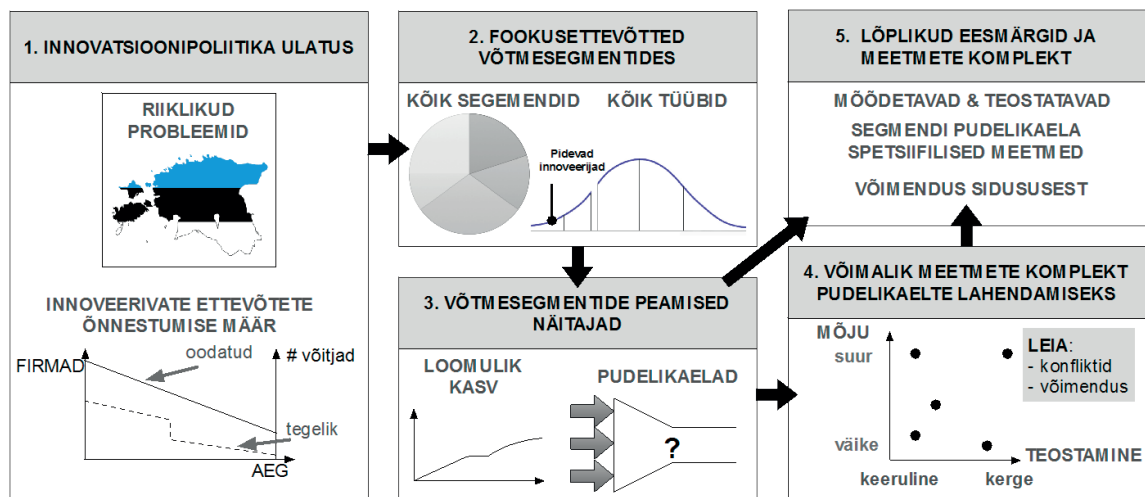 1. INNOVATSIOONIPOLIITIKA ULATUS
RIIKLIKUD
PROBLEEMID
INNOVEERIVATE ETTEVÕTETE
ÕNNESTUMISE MÄÄR
FIRMAD
oodatud
# võitjad
tegelik
AEG
2. FOOKUSETTEVÕTTED
VÕTMESEGMENTIDES
KÕIK SEGEMENDID
KÕIK TÜÜBID
Pidevad
innoveerijad
3. VÕTMESEGMENTIDE PEAMISED
NÄITAJAD
LOOMULIK
KASV
PUDELIKAELAD
?
5. LÕPLIKUD EESMÄRGID JA
MEETMETE KOMPLEKT
MÕÕDETAVAD & TEOSTATAVAD
SEGMENDI PUDELIKAELA
SPETSIIFILISED MEETMED
VÕIMENDUS SIDUSUSEST
4. VÕIMALIK MEETMETE KOMPLEKT
PUDELIKAELTE LAHENDAMISEKS
MÕJU
suur
LEIA:
- konfliktid
- võimendus
väike
TEOSTAMINE
keeruline
kerge